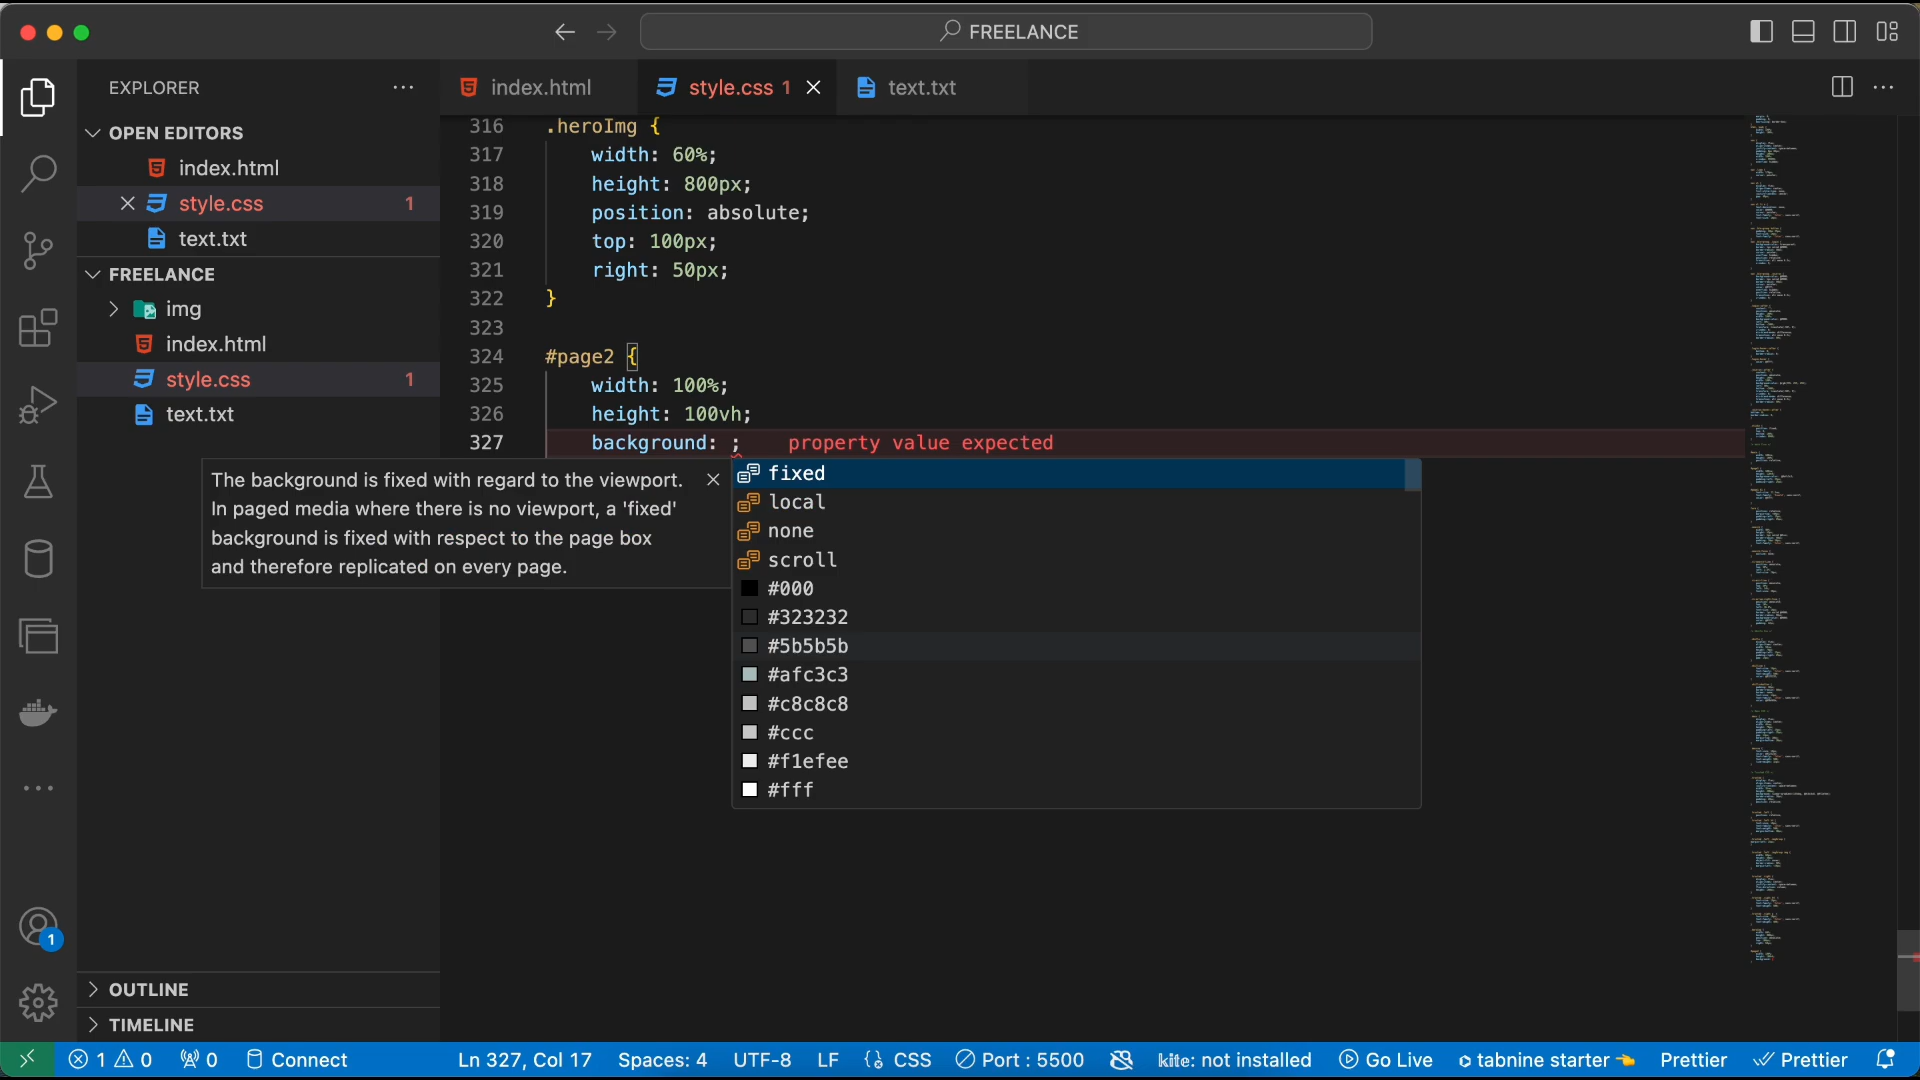 FREELANCE
EXPLORER
index.html
style.css 1
text.txt
OPEN EDITORS
index.html
style.css 1
text.txt
FREELANCE
img
index.html
style.css 1
text.txt
316 .heroImg {
317 width: 60%;
318 height: 800px;
319 position: absolute;
320 top: 100px;
321 right: 50px;
322 }
323
324 #page2 {
325 width: 100%;
326 height: 100vh;
327 background: ; property value expected
The background is fixed with regard to the viewport.
In paged media where there is no viewport, a 'fixed'
background is fixed with respect to the page box
and therefore replicated on every page.
fixed
local
none
scroll
#000
#323232
#5b5b5b
#afc3c3
#c8c8c8
#ccc
#f1efee
#fff
1
OUTLINE
TIMELINE
1 0 0 Connect Ln 327, Col 17 Spaces: 4 UTF-8 LF CSS Port : 5500 kite: not installed Go Live tabnine starter Prettier Prettier